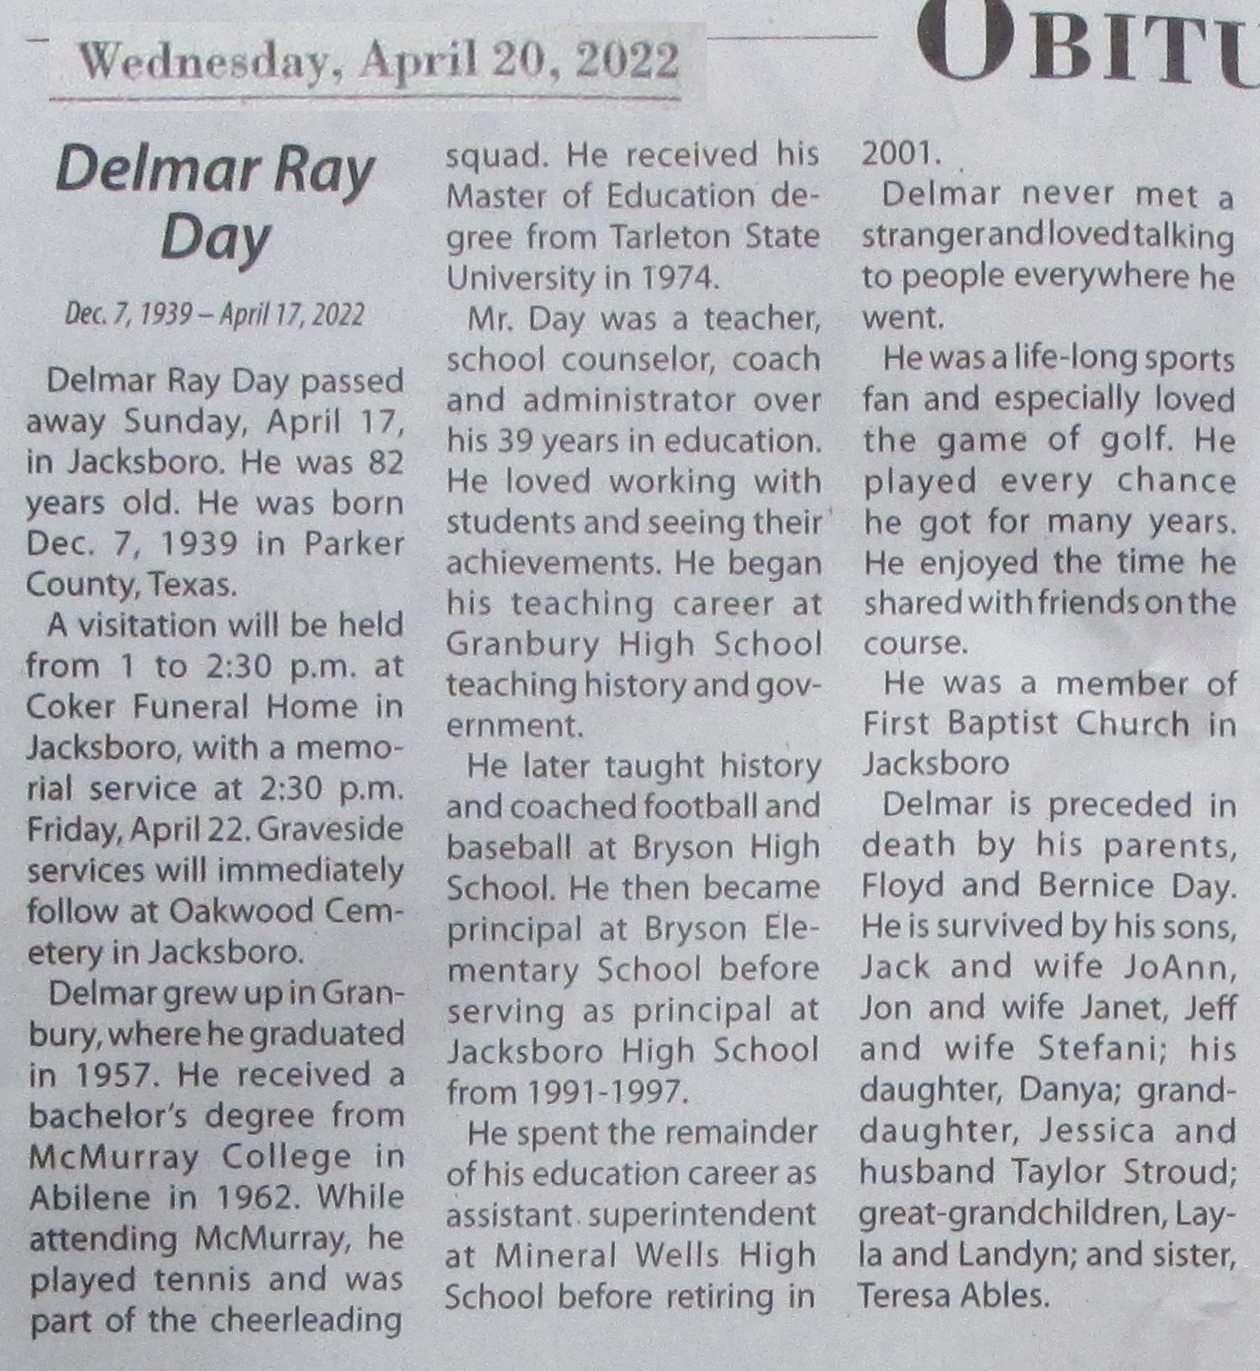 Wednesday, April 20, 2022
OBITU
Delmar Ray
Day
Dec. 7, 1939 – April 17, 2022
Delmar Ray Day passed
away Sunday, April 17,
in Jacksboro. He was 82
years old. He was born
Dec. 7, 1939 in Parker
County, Texas.
A visitation will be held
from 1 to 2:30 p.m. at
Coker Funeral Home in
Jacksboro, with a memo-
rial service at 2:30 p.m.
Friday, April 22. Graveside
services will immediately
follow at Oakwood Cem-
etery in Jacksboro.
Delmar grew up in Gran-
bury, where he graduated
in 1957. He received a
bachelor's degree from
McMurray College in
Abilene in 1962. While
attending McMurray, he
played tennis and was
part of the cheerleading
squad. He received his
Master of Education de-
gree from Tarleton State
University in 1974.
Mr. Day was a teacher,
school counselor, coach
and administrator over
his 39 years in education.
He loved working with
students and seeing their
achievements. He began
his teaching career at
Granbury High School
teaching history and gov-
ernment.
He later taught history
and coached football and
baseball at Bryson High
School. He then became
principal at Bryson Ele-
mentary School before
serving as principal at
Jacksboro High School
from 1991-1997.
He spent the remainder
of his education career as
assistant superintendent
at Mineral Wells High
School before retiring in
2001.
Delmar never met a
stranger and loved talking
to people everywhere he
went.
He was a life-long sports
fan and especially loved
the game of golf. He
played every chance
he got for many years.
He enjoyed the time he
shared with friends on the
course.
He was a member of
First Baptist Church in
Jacksboro
Delmar is preceded in
death by his parents,
Floyd and Bernice Day.
He is survived by his sons,
Jack and wife JoAnn,
Jon and wife Janet, Jeff
and wife Stefani; his
daughter, Danya; grand-
daughter, Jessica and
husband Taylor Stroud;
great-grandchildren, Lay-
la and Landyn; and sister,
Teresa Ables.